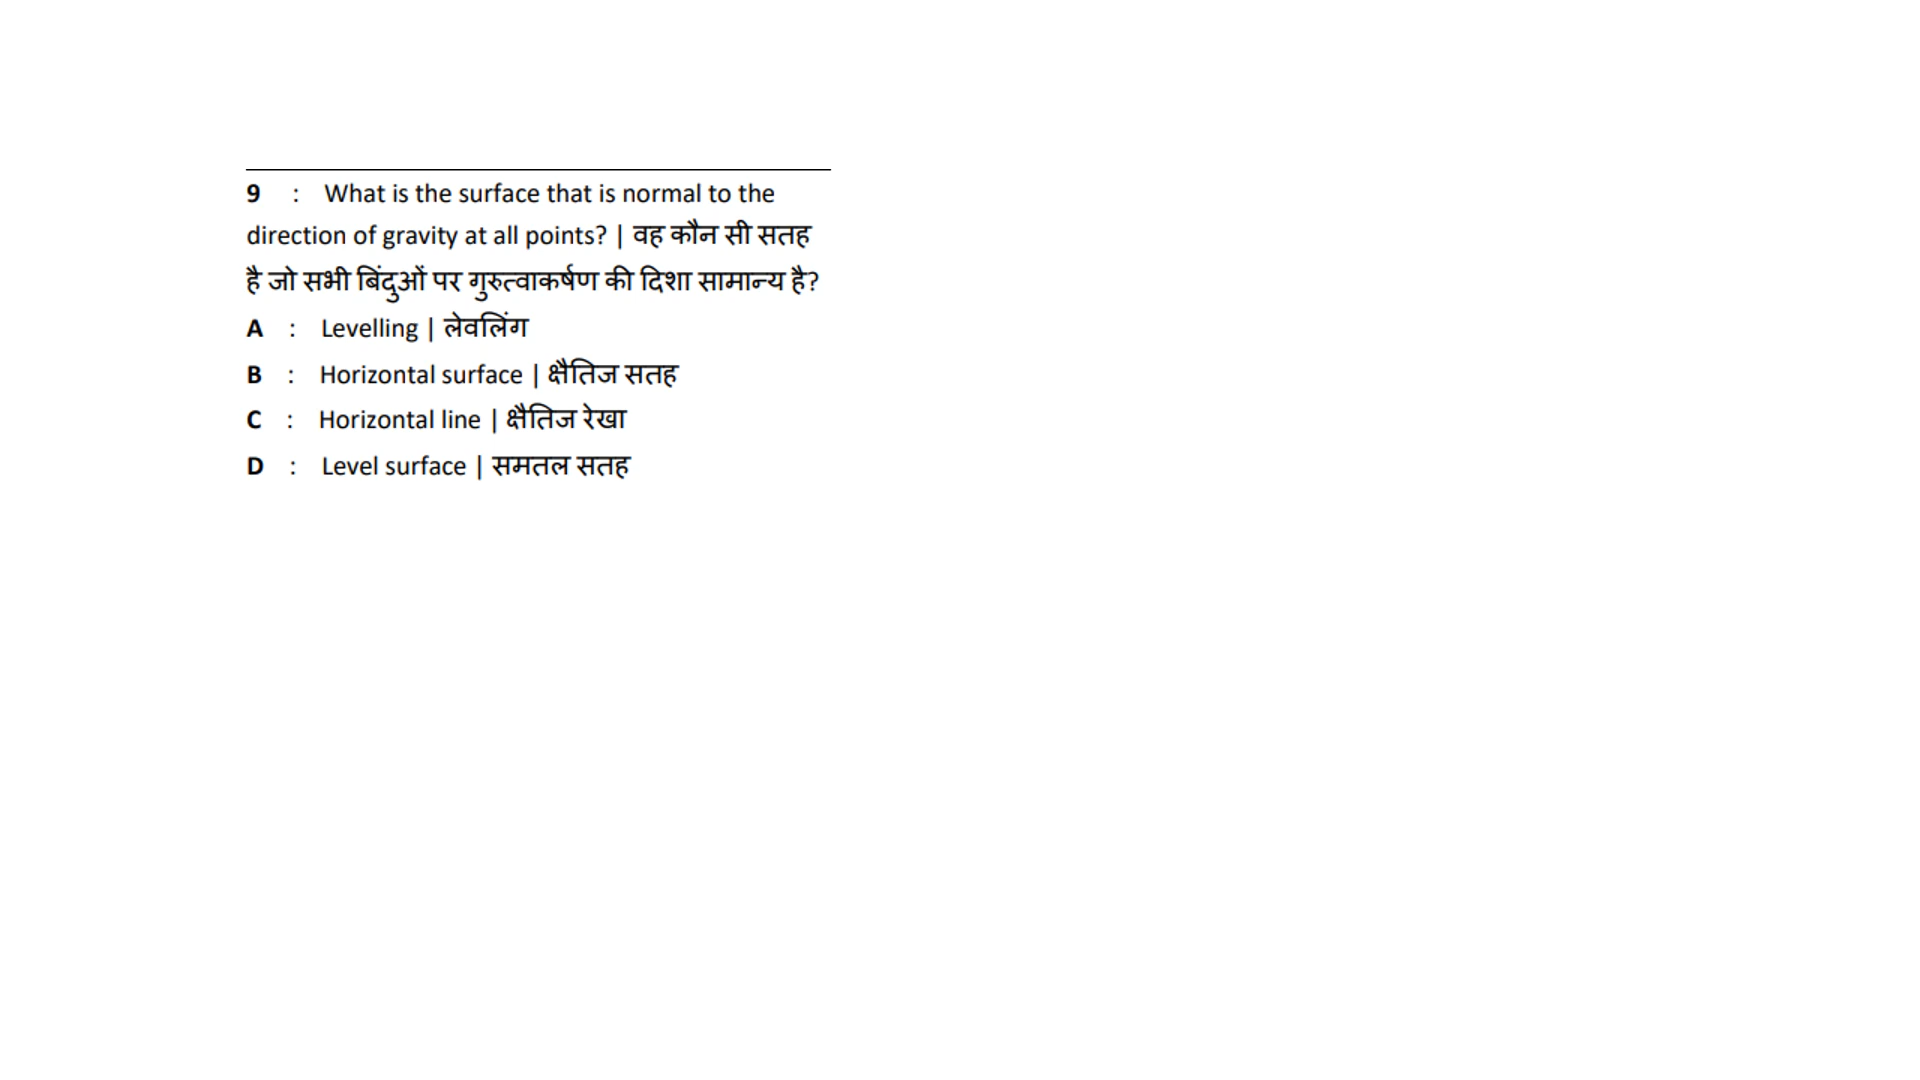 9 : What is the surface that is normal to the
direction of gravity at all points? | वह कौन सी सतह
है जो सभी बिंदुओं पर गुरुत्वाकर्षण की दिशा सामान्य है?
A : Levelling | लेवलिंग
B : Horizontal surface | क्षैतिज सतह
C : Horizontal line | क्षैतिज रेखा
D : Level surface | समतल सतह